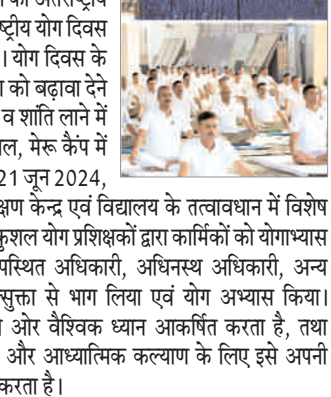 का अंतर्राष्ट्रीय
ष्ट्रीय योग दिवस
। योग दिवस के
ा को बढ़ावा देने
व शांति लाने में
ल, मेरू कैंप में
21 जून 2024,
क्षण केन्द्र एवं विद्यालय के तत्वावधान में विशेष
कुशल योग प्रशिक्षकों द्वारा कार्मिकों को योगाभ्यास
पस्थित अधिकारी, अधिनस्थ अधिकारी, अन्य
त्सुक्ता से भाग लिया एवं योग अभ्यास किया।
ओर वैश्विक ध्यान आकर्षित करता है, तथा
और आध्यात्मिक कल्याण के लिए इसे अपनी
करता है।